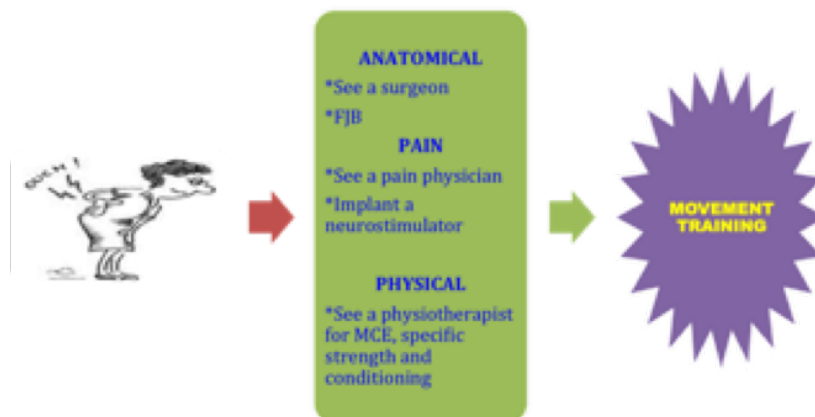 OUCH!
ANATOMICAL
*See a surgeon
*FJB
PAIN
*See a pain physician
*Implant a
neurostimulator
PHYSICAL
*See a physiotherapist
for MCE, specific
strength and
conditioning
MOVEMENT
TRAINING